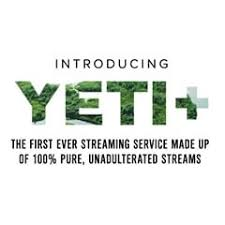 INTRODUCING
YETI+
THE FIRST EVER STREAMING SERVICE MADE UP
OF 100% PURE, UNADULTERATED STREAMS